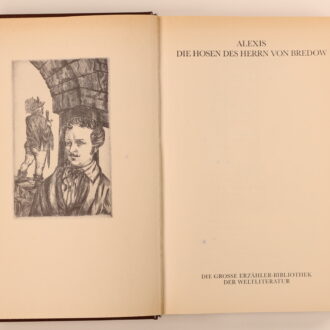 ALEXIS
DIE HOSEN DES HERRN VON BREDOW
DIE GROSSE ERZÄHLER-BIBLIOTHEK
DER WELTLITERATUR